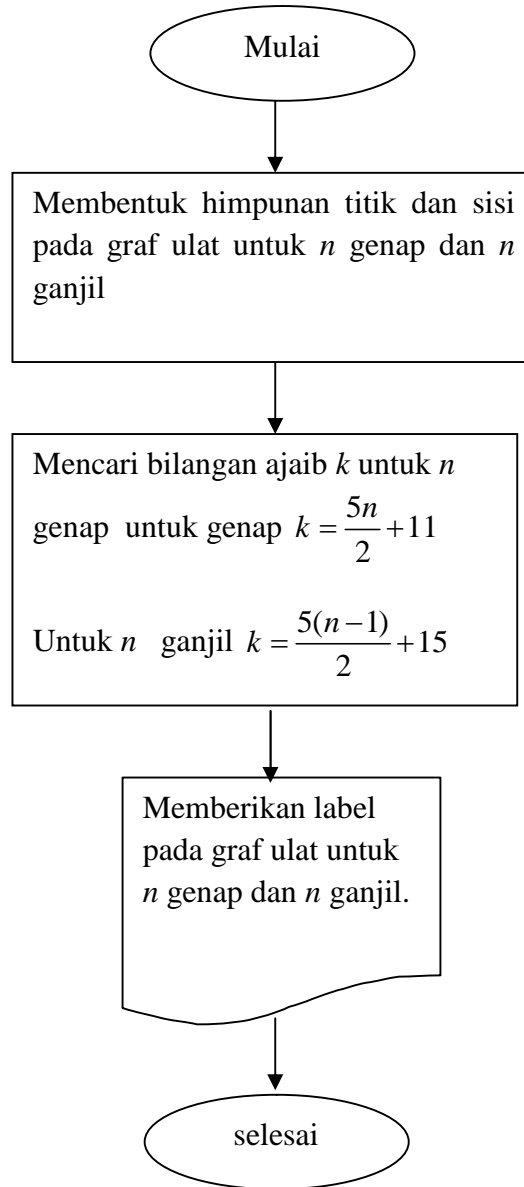 Mulai
Membentuk himpunan titik dan sisi
pada graf ulat untuk n genap dan n
ganjil
Mencari bilangan ajaib k untuk n
genap untuk genap k = \frac{5n}{2} + 11
Untuk n ganjil k = \frac{5(n-1)}{2} + 15
Memberikan label
pada graf ulat untuk
n genap dan n ganjil.
selesai